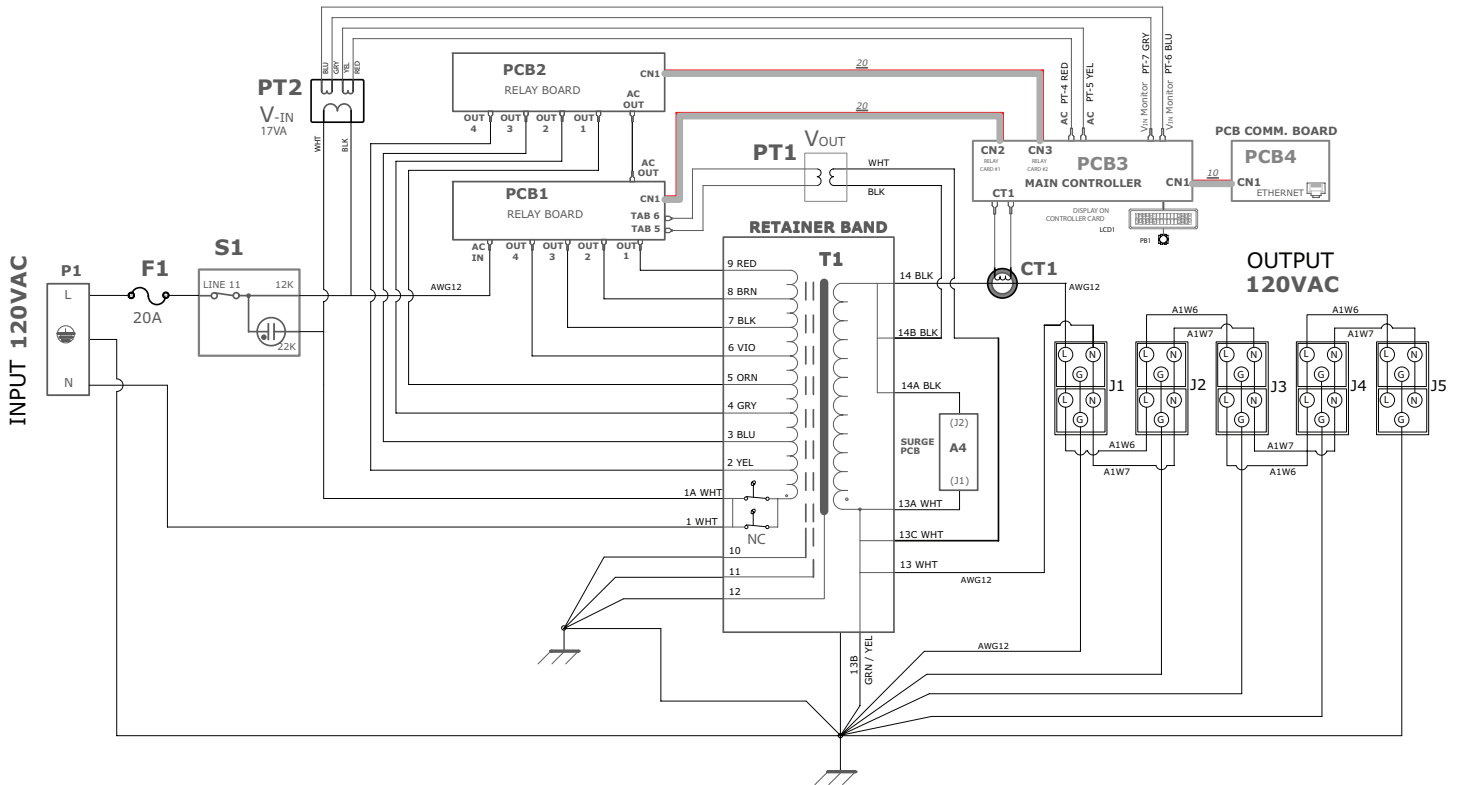 BLU
GRY
YEL
RED
PT2
V-IN
17VA
WHT
BLK
PCB2
RELAY BOARD
CN1
AC
OUT
OUT
4
OUT
3
OUT
2
OUT
1
20
20
AC
OUT
PCB1
RELAY BOARD
CN1
TAB 6
TAB 5
AC
IN
OUT
4
OUT
3
OUT
2
OUT
1
PT1
VOUT
WHT
BLK
AC PT-4 RED
AC PT-5 YEL
VIN Monitor PT-7 GRY
VIN Monitor PT-6 BLU
CN2
RELAY
CARD #1
CN3
RELAY
CARD #2
PCB3
MAIN CONTROLLER
CN1
CT1
10
PCB COMM. BOARD
PCB4
CN1
ETHERNET
DISPLAY ON
CONTROLLER CARD
LCD1
PB1
INPUT 120VAC
P1
L
N
F1
20A
S1
LINE 11
12K
22K
AWG12
RETAINER BAND
T1
9 RED
8 BRN
7 BLK
6 VIO
5 ORN
4 GRY
3 BLU
2 YEL
1A WHT
1 WHT
NC
10
11
12
14 BLK
14B BLK
14A BLK
13A WHT
13C WHT
13 WHT
AWG12
13B
GRN / YEL
SURGE
PCB
(J2)
A4
(J1)
CT1
AWG12
OUTPUT
120VAC
A1W6
A1W7
A1W6
A1W7
L
N
G
L
N
G
J1
L
N
G
L
N
G
J2
L
N
G
L
N
G
J3
L
N
G
L
N
G
J4
L
N
G
L
N
G
J5
A1W6
A1W7
A1W7
A1W6
AWG12